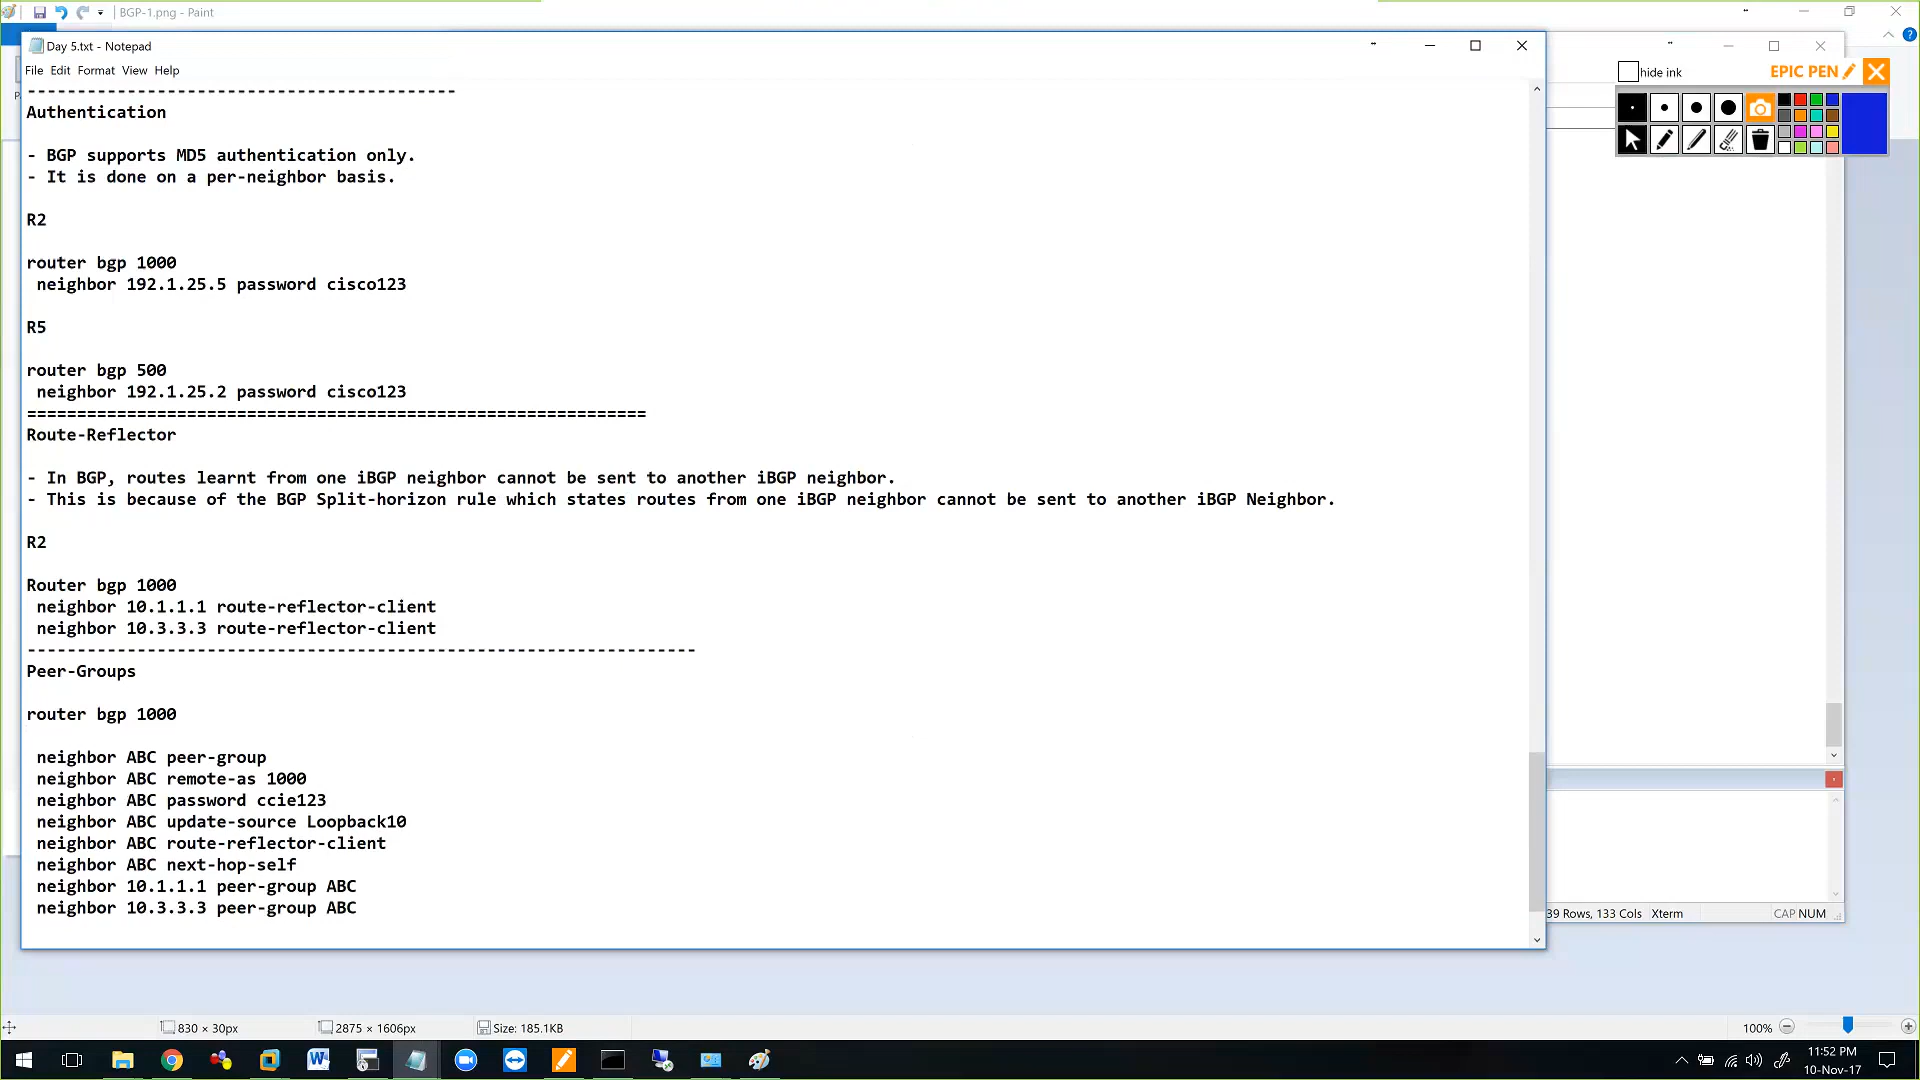 BGP-1.png - Paint
Day 5.txt - Notepad
File Edit Format View Help
-------------------------------------------
Authentication
- BGP supports MD5 authentication only.
- It is done on a per-neighbor basis.
R2
router bgp 1000
neighbor 192.1.25.5 password cisco123
R5
router bgp 500
neighbor 192.1.25.2 password cisco123
==============================================================
Route-Reflector
- In BGP, routes learnt from one iBGP neighbor cannot be sent to another iBGP neighbor.
- This is because of the BGP Split-horizon rule which states routes from one iBGP neighbor cannot be sent to another iBGP Neighbor.
R2
Router bgp 1000
neighbor 10.1.1.1 route-reflector-client
neighbor 10.3.3.3 route-reflector-client
-------------------------------------------------------------------
Peer-Groups
router bgp 1000
neighbor ABC peer-group
neighbor ABC remote-as 1000
neighbor ABC password ccie123
neighbor ABC update-source Loopback10
neighbor ABC route-reflector-client
neighbor ABC next-hop-self
neighbor 10.1.1.1 peer-group ABC
neighbor 10.3.3.3 peer-group ABC
hide ink
EPIC PEN
39 Rows, 133 Cols Xterm CAP NUM
830 × 30px 2875 × 1606px Size: 185.1KB 100%
11:52 PM
10-Nov-17